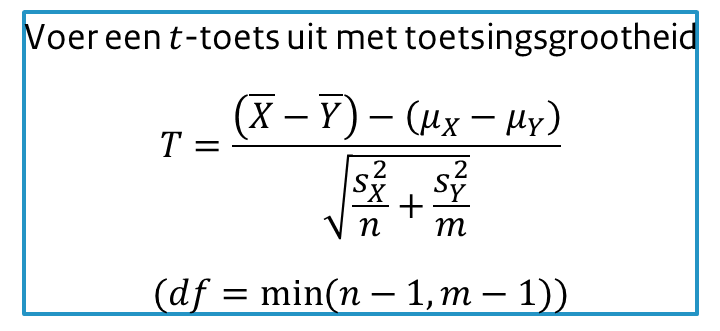 Voer een t-toets uit met toetsingsgrootheid
T = ((X̅ − Y̅) − (μ_X − μ_Y)) / √(s_X²/n + s_Y²/m)
(df = min(n − 1, m − 1))